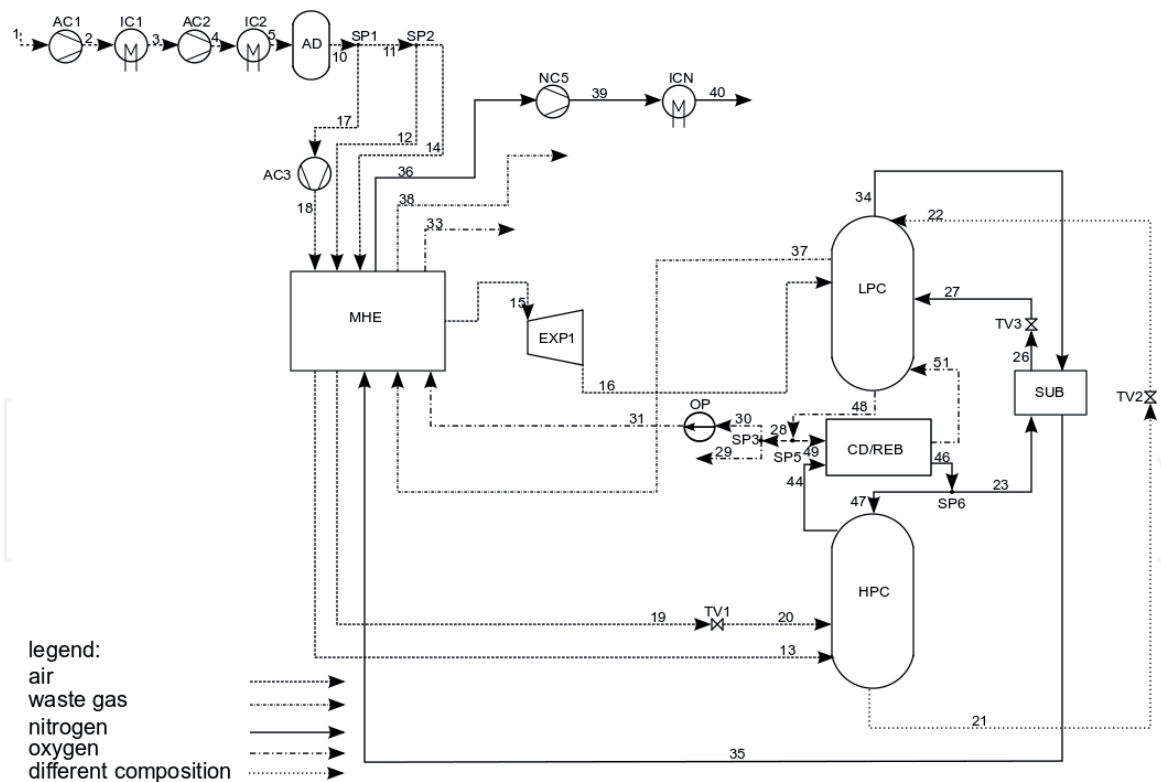 AC1 IC1 AC2 IC2
1 2 3 4 5 AD 10 SP1 11 SP2
NC5 ICN
39 40
17 12 14
AC3 36
18 38 34 22
33
37
MHE LPC 27
15 EXP1 TV3
26
16 51 SUB TV2
OP 48
31 30 28 CD/REB
SP3 SP5 49 46
29 44 23
47 SP6
HPC
19 TV1 20
legend:
13
air
waste gas
21
nitrogen
oxygen
35
different composition